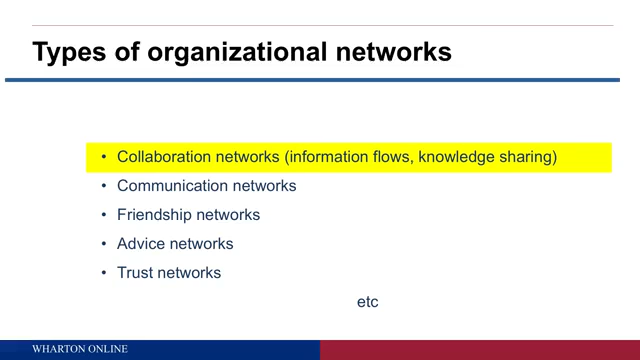 Types of organizational networks
• Collaboration networks (information flows, knowledge sharing)
• Communication networks
• Friendship networks
• Advice networks
• Trust networks
etc
WHARTON ONLINE